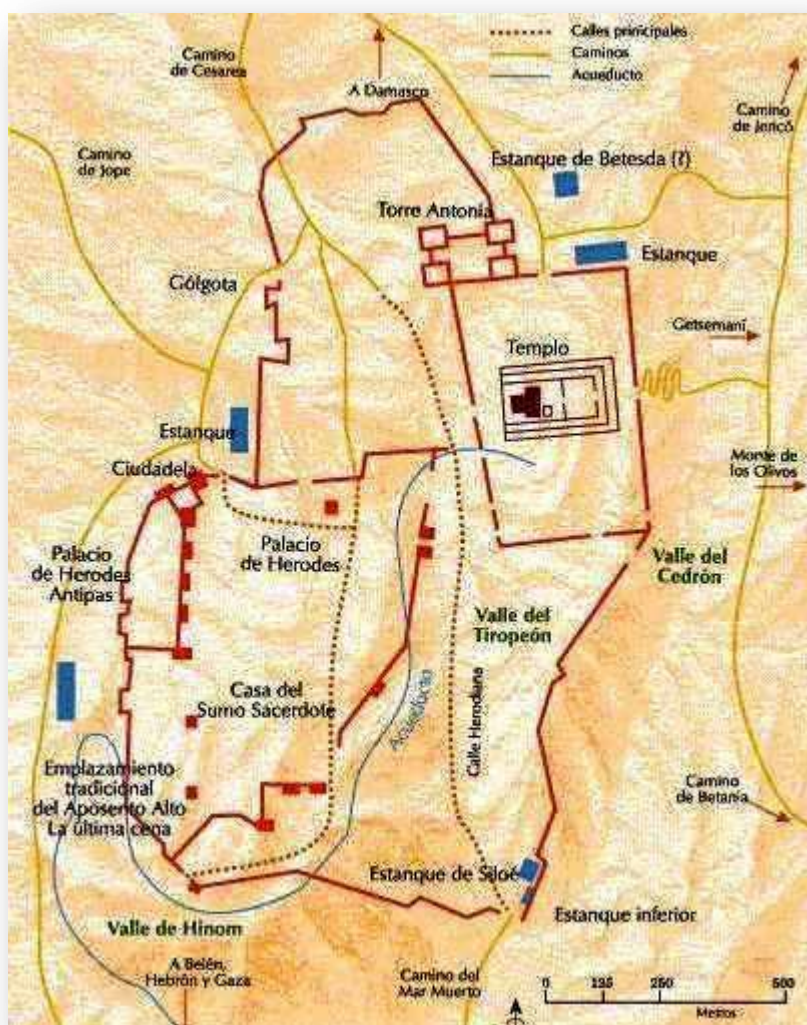 Calles prinicipales
Caminos
Acueducto
Camino
de Cesarea
A Damasco
Camino
de Jericó
Camino
de Jope
Estanque de Betesda (?)
Torre Antonia
Estanque
Gólgota
Getsemaní
Templo
Estanque
Ciudadela
Monte de
los Olivos
Palacio
de Herodes
Antipas
Palacio
de Herodes
Valle del
Cedrón
Valle del
Tiropeón
Casa del
Sumo Sacerdote
Acueducto
Calle Herodiana
Emplazamiento
tradicional
del Aposento Alto
La última cena
Camino
de Betania
Estanque de Siloé
Estanque inferior
Valle de Hinom
A Belén,
Hebrón y Gaza
Camino del
Mar Muerto
0 125 250 500
Metros